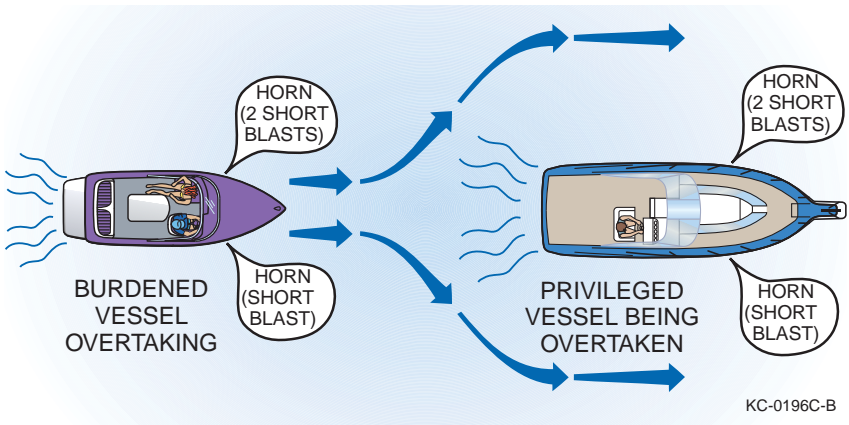 HORN
(2 SHORT
BLASTS)
HORN
(2 SHORT
BLASTS)
BURDENED
VESSEL
OVERTAKING
HORN
(SHORT
BLAST)
PRIVILEGED
VESSEL BEING
OVERTAKEN
HORN
(SHORT
BLAST)
KC-0196C-B